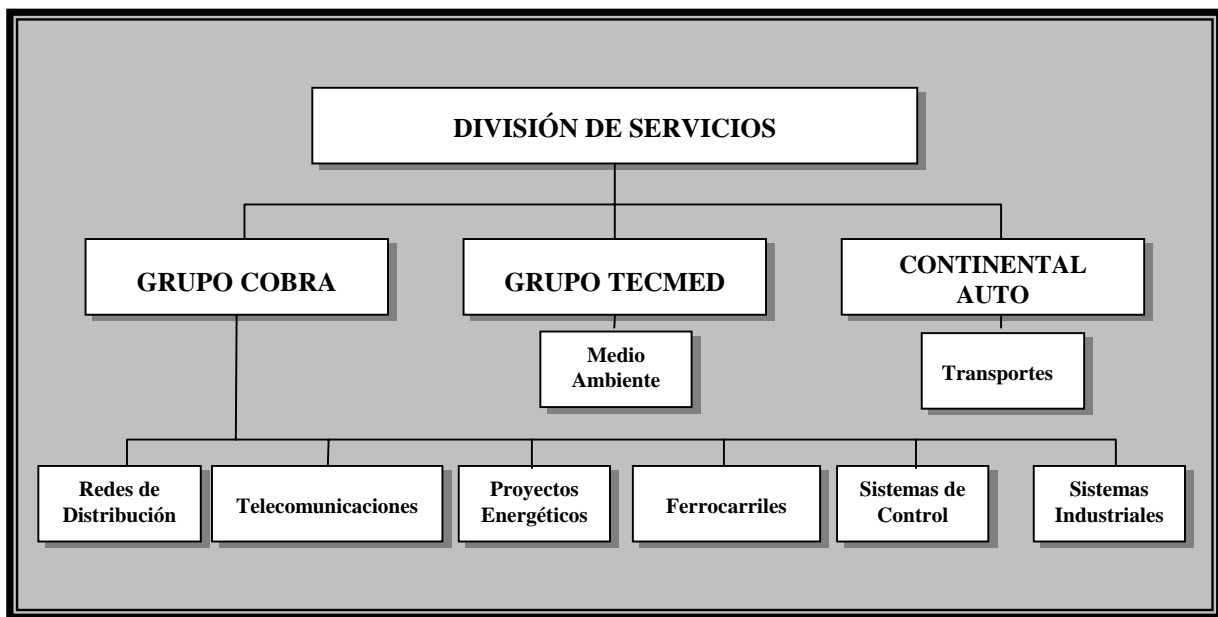 DIVISIÓN DE SERVICIOS
GRUPO COBRA
GRUPO TECMED
CONTINENTAL
AUTO
Medio
Ambiente
Transportes
Redes de
Distribución
Telecomunicaciones
Proyectos
Energéticos
Ferrocarriles
Sistemas de
Control
Sistemas
Industriales